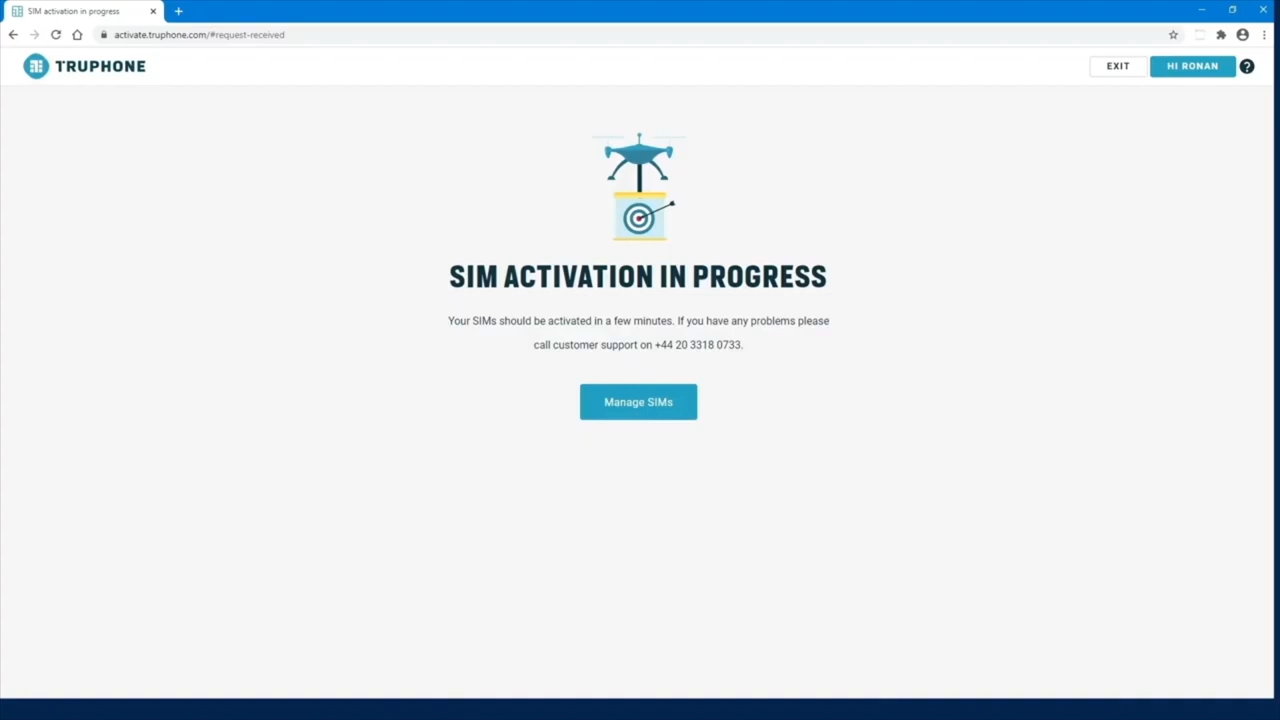 SIM activation in progress
activate.truphone.com/#request-received
TRUPHONE
EXIT
HI RONAN
?
SIM ACTIVATION IN PROGRESS
Your SIMs should be activated in a few minutes. If you have any problems please
call customer support on +44 20 3318 0733.
Manage SIMs